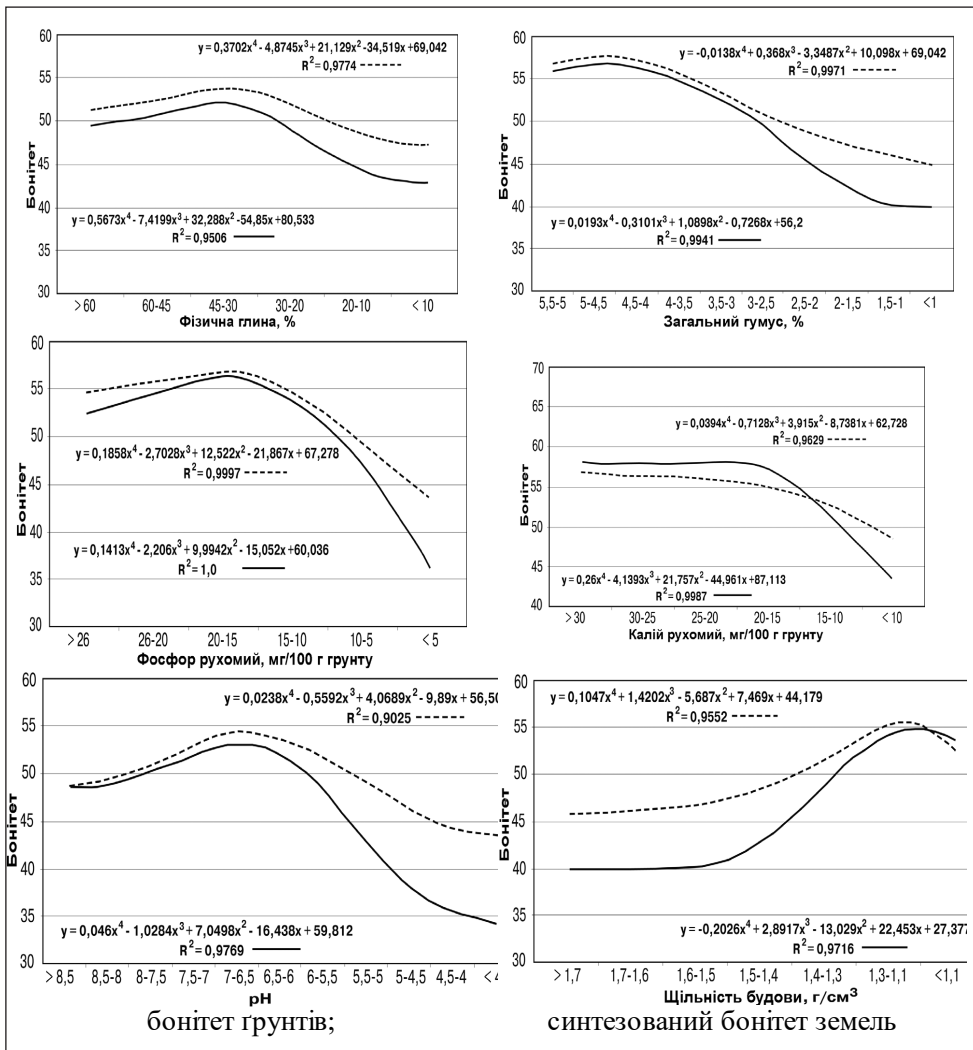 60
55
50
45
40
35
30
Бонітет
y = 0,3702x⁴ - 4,8745x³ + 21,129x² -34,519x +69,042
R² = 0,9774
y = 0,5673x⁴ - 7,4199x³ + 32,288x² -54,85x +80,533
R² = 0,9506
>60 60-45 45-30 30-20 20-10 <10
Фізична глина, %
60
55
50
45
40
35
30
Бонітет
y = -0,0138x⁴ + 0,368x³ - 3,3487x² + 10,098x + 69,042
R² = 0,9971
y = 0,0193x⁴ - 0,3101x³ + 1,0898x² - 0,7268x +56,2
R² = 0,9941
5,5-5 5-4,5 4,5-4 4-3,5 3,5-3 3-2,5 2,5-2 2-1,5 1,5-1 <1
Загальний гумус, %
60
55
50
45
40
35
30
Бонітет
y = 0,1858x⁴ - 2,7028x³ + 12,522x² - 21,867x + 67,278
R² = 0,9997
y = 0,1413x⁴ - 2,206x³ + 9,9942x² - 15,052x + 60,036
R² = 1,0
>26 26-20 20-15 15-10 10-5 <5
Фосфор рухомий, мг/100 г грунту
70
65
60
55
50
45
40
Бонітет
y = 0,0394x⁴ - 0,7128x³ + 3,915x² - 8,7381x + 62,728
R² = 0,9629
y = 0,26x⁴ - 4,1393x³ + 21,757x² - 44,961x + 87,113
R² = 0,9987
>30 30-25 25-20 20-15 15-10 <10
Калій рухомий, мг/100 г грунту
60
55
50
45
40
35
30
Бонітет
y = 0,0238x⁴ - 0,5592x³ + 4,0689x² - 9,89x + 56,50
R² = 0,9025
y = 0,046x⁴ - 1,0284x³ + 7,0498x² - 16,438x + 59,812
R² = 0,9769
>8,5 8,5-8 8-7,5 7,5-7 7-6,5 6,5-6 6-5,5 5,5-5 5-4,5 4,5-4 <4
pH
60
55
50
45
40
35
30
Бонітет
y = 0,1047x⁴ + 1,4202x³ - 5,687x² + 7,469x + 44,179
R² = 0,9552
y = -0,2026x⁴ + 2,8917x³ - 13,029x² + 22,453x + 27,377
R² = 0,9716
>1,7 1,7-1,6 1,6-1,5 1,5-1,4 1,4-1,3 1,3-1,1 <1,1
Щільність будови, г/см³
бонітет ґрунтів; синтезований бонітет земель